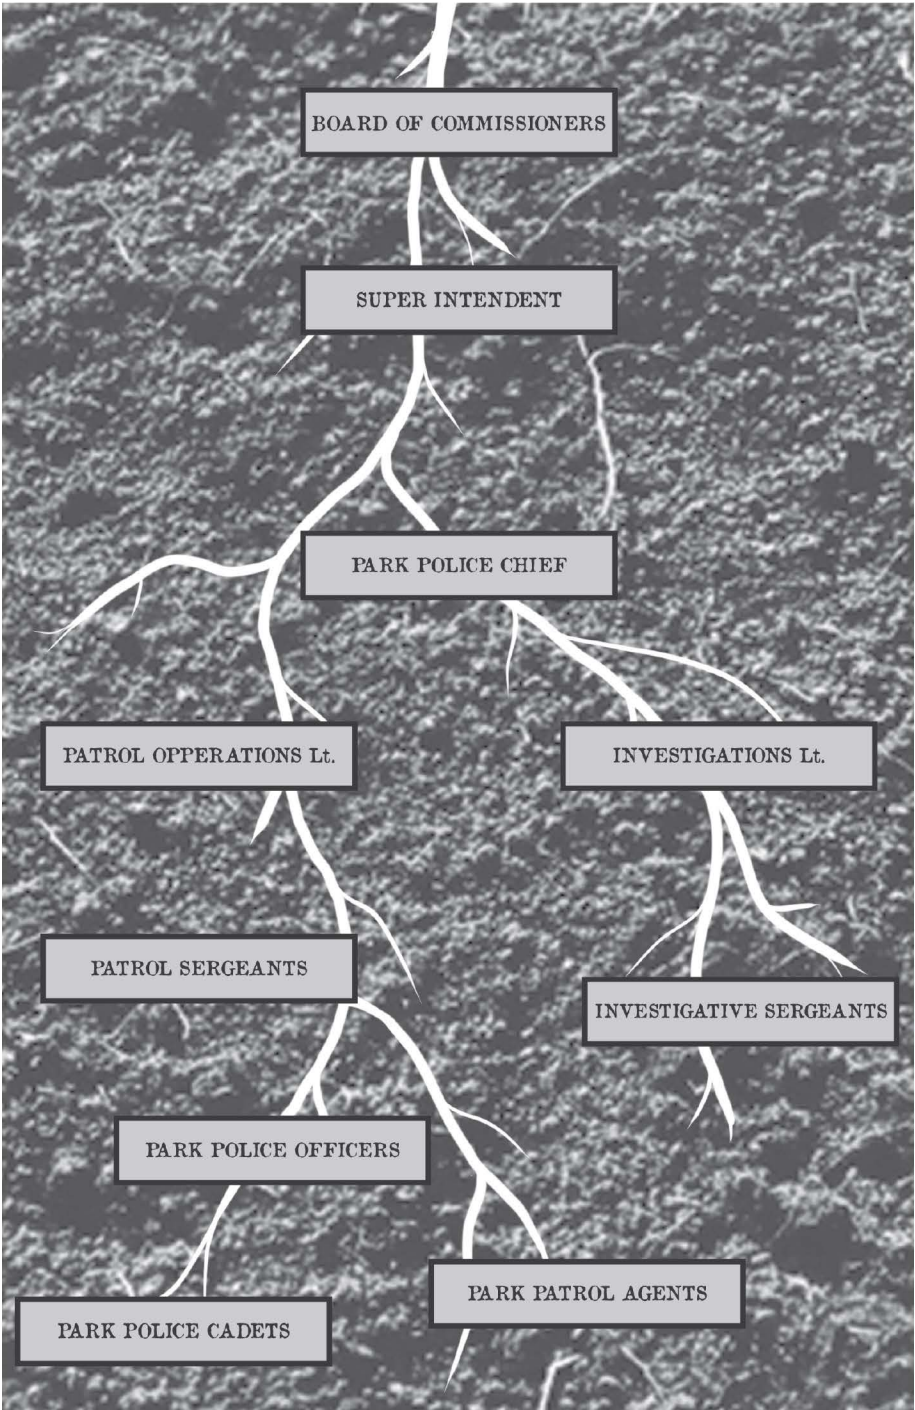 BOARD OF COMMISSIONERS
SUPER INTENDENT
PARK POLICE CHIEF
PATROL OPPERATIONS Lt.
INVESTIGATIONS Lt.
PATROL SERGEANTS
INVESTIGATIVE SERGEANTS
PARK POLICE OFFICERS
PARK PATROL AGENTS
PARK POLICE CADETS